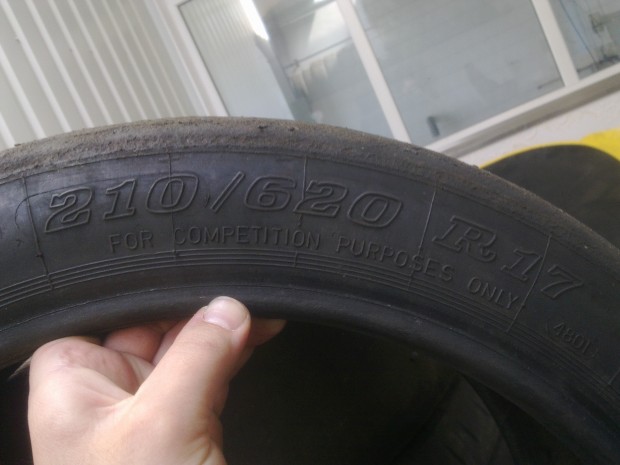 210/620 R17
FOR COMPETITION PURPOSES ONLY